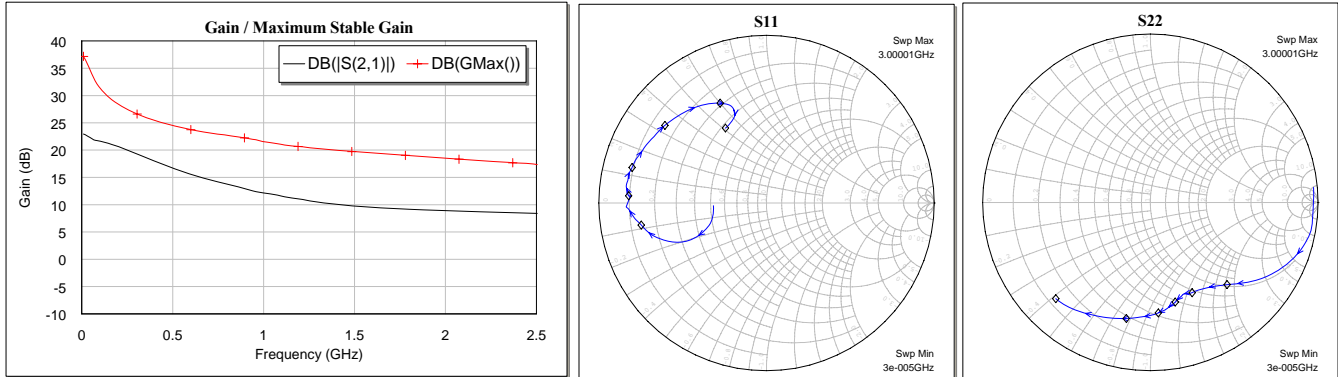 Gain / Maximum Stable Gain
40
35
30
25
20
15
10
5
0
-5
-10
Gain (dB)
DB(|S(2,1)|)
DB(GMax())
0
0.5
1
1.5
2
2.5
Frequency (GHz)
S11
Swp Max
3.00001GHz
Swp Min
3e-005GHz
S22
Swp Max
3.00001GHz
Swp Min
3e-005GHz